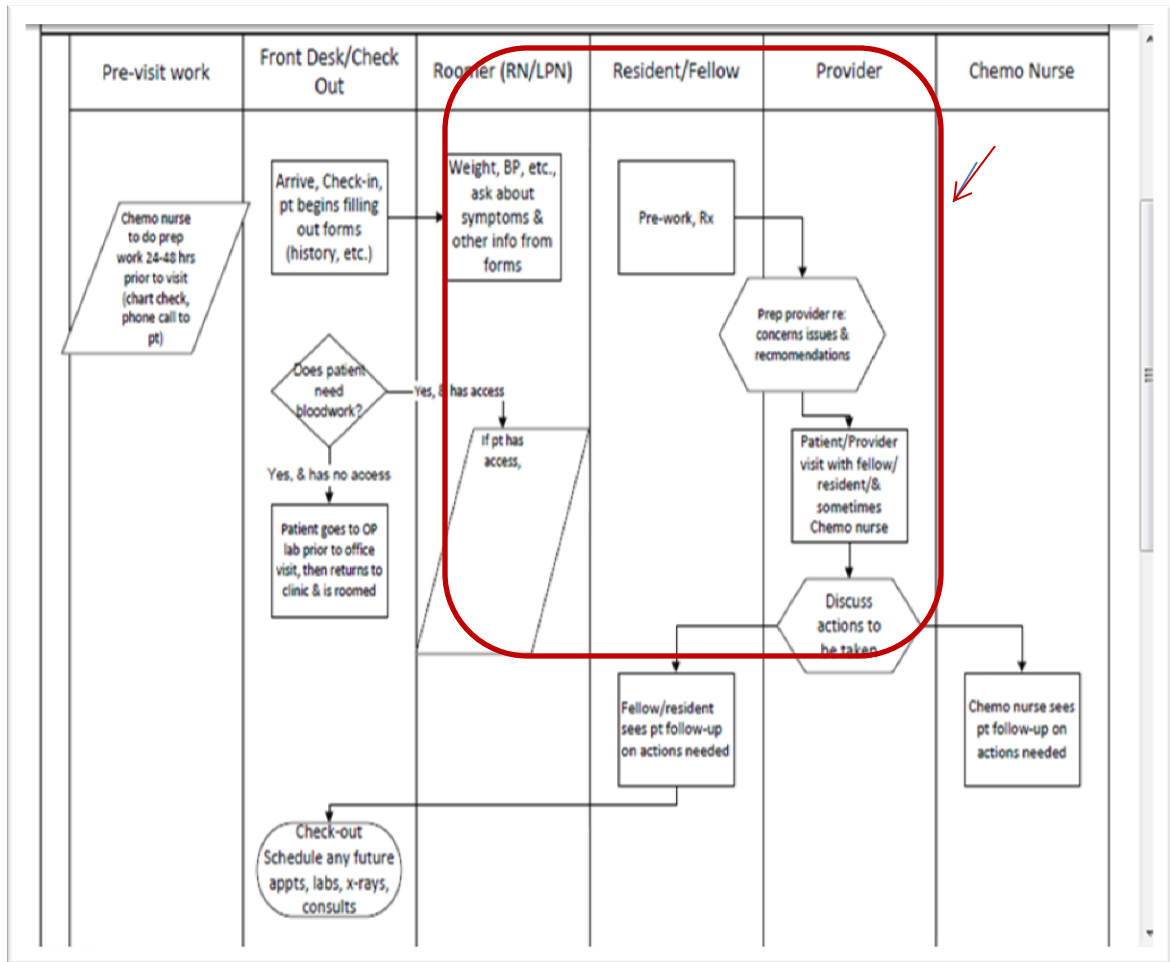 Pre-visit work
Front Desk/Check
Out
Roomer (RN/LPN)
Resident/Fellow
Provider
Chemo Nurse
Chemo nurse
to do prep
work 24-48 hrs
prior to visit
(chart check,
phone call to
pt)
Arrive, Check-in,
pt begins filling
out forms
(history, etc.)
Weight, BP, etc.,
ask about
symptoms &
other info from
forms
Pre-work, Rx
Prep provider re:
concerns issues &
recmomendations
Does patient
need
bloodwork?
Yes, & has access
Yes, & has no access
If pt has
access,
Patient/Provider
visit with fellow/
resident/&
sometimes
Chemo nurse
Patient goes to OP
lab prior to office
visit, then returns to
clinic & is roomed
Discuss
actions to
be taken
Fellow/resident
sees pt follow-up
on actions needed
Chemo nurse sees
pt follow-up on
actions needed
Check-out
Schedule any future
appts, labs, x-rays,
consults